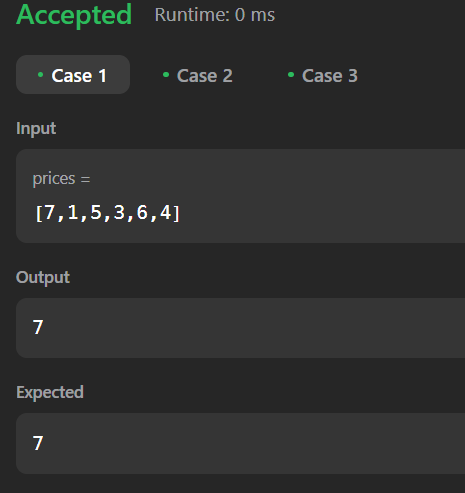 Accepted Runtime: 0 ms
• Case 1 • Case 2 • Case 3
Input
prices =
[7,1,5,3,6,4]
Output
7
Expected
7